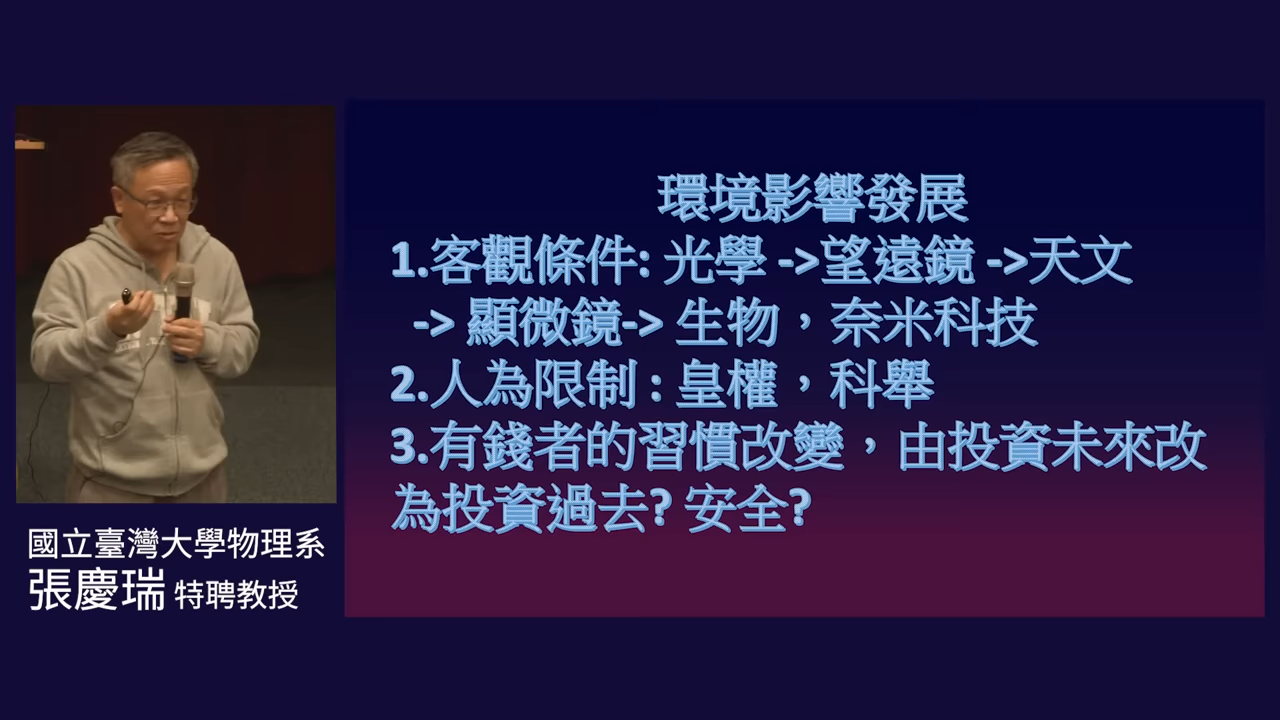 環境影響發展
1.客觀條件: 光學 ->望遠鏡 ->天文
-> 顯微鏡-> 生物，奈米科技
2.人為限制 : 皇權，科舉
3.有錢者的習慣改變，由投資未來改
為投資過去? 安全?
國立臺灣大學物理系
張慶瑞 特聘教授